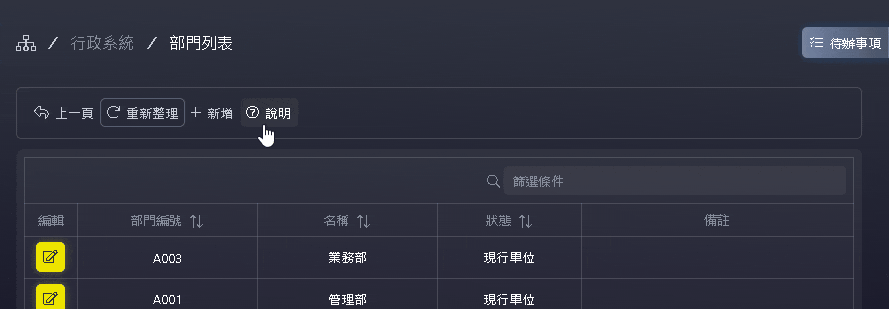 / 行政系統 / 部門列表
待辦事項
上一頁 重新整理 + 新增 說明
篩選條件
編輯 部門編號 名稱 狀態 備註
A003 業務部 現行單位
A001 管理部 現行單位